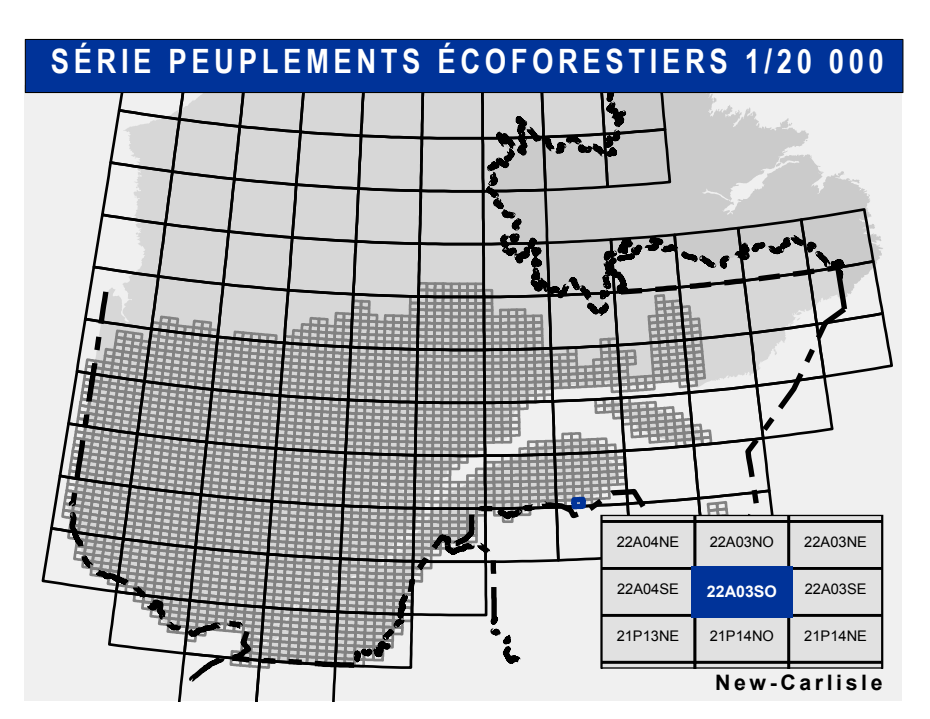 SÉRIE PEUPLEMENTS ÉCOFORESTIERS 1/20 000
22A04NE 22A03NO 22A03NE
22A04SE 22A03SO 22A03SE
21P13NE 21P14NO 21P14NE
New-Carlisle